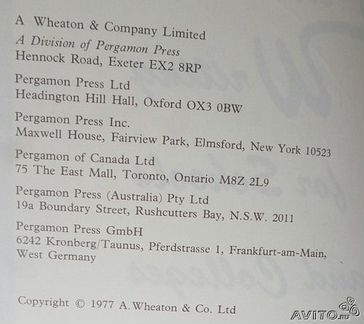 A Wheaton & Company Limited
A Division of Pergamon Press
Hennock Road, Exeter EX2 8RP
Pergamon Press Ltd
Headington Hill Hall, Oxford OX3 0BW
Pergamon Press Inc.
Maxwell House, Fairview Park, Elmsford, New York 10523
Pergamon of Canada Ltd
75 The East Mall, Toronto, Ontario M8Z 2L9
Pergamon Press (Australia) Pty Ltd
19a Boundary Street, Rushcutters Bay, N.S.W. 2011
Pergamon Press GmbH
6242 Kronberg/Taunus, Pferdstrasse 1, Frankfurt-am-Main,
West Germany
Copyright © 1977 A. Wheaton & Co. Ltd
AVITO.ru